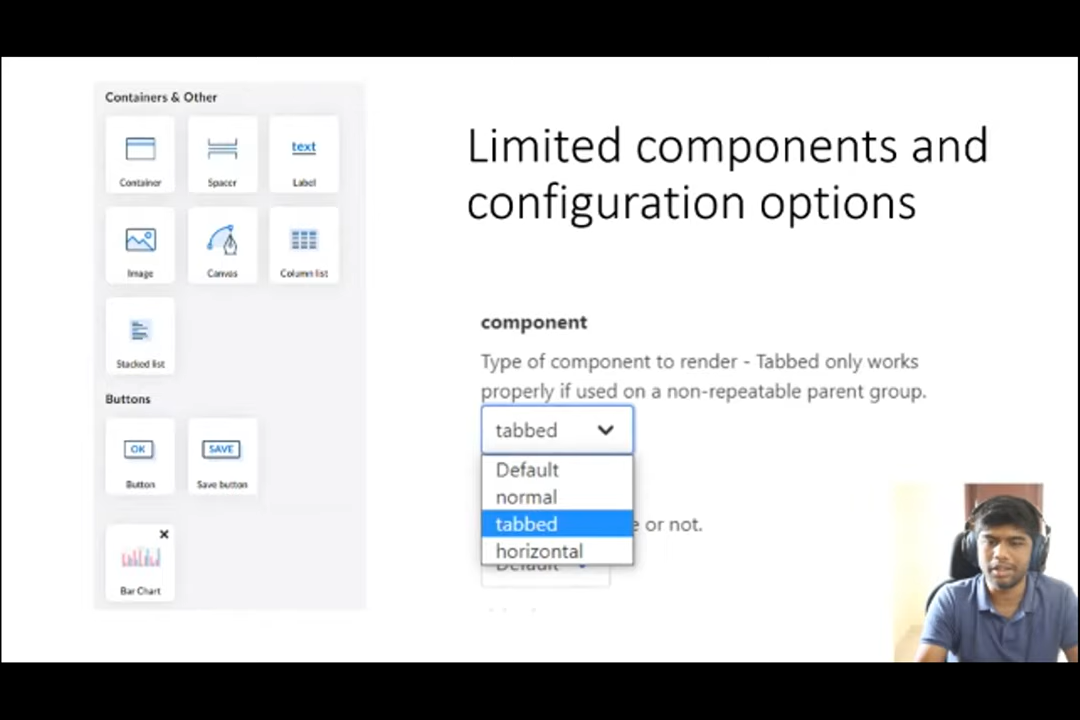 Containers & Other
Container
Spacer
Label
text
Image
Canvas
Column list
Stacked list
Buttons
OK
SAVE
Button
Save button
Bar Chart
Limited components and
configuration options
component
Type of component to render - Tabbed only works
properly if used on a non-repeatable parent group.
tabbed
Default
normal
tabbed
e or not.
horizontal
Default